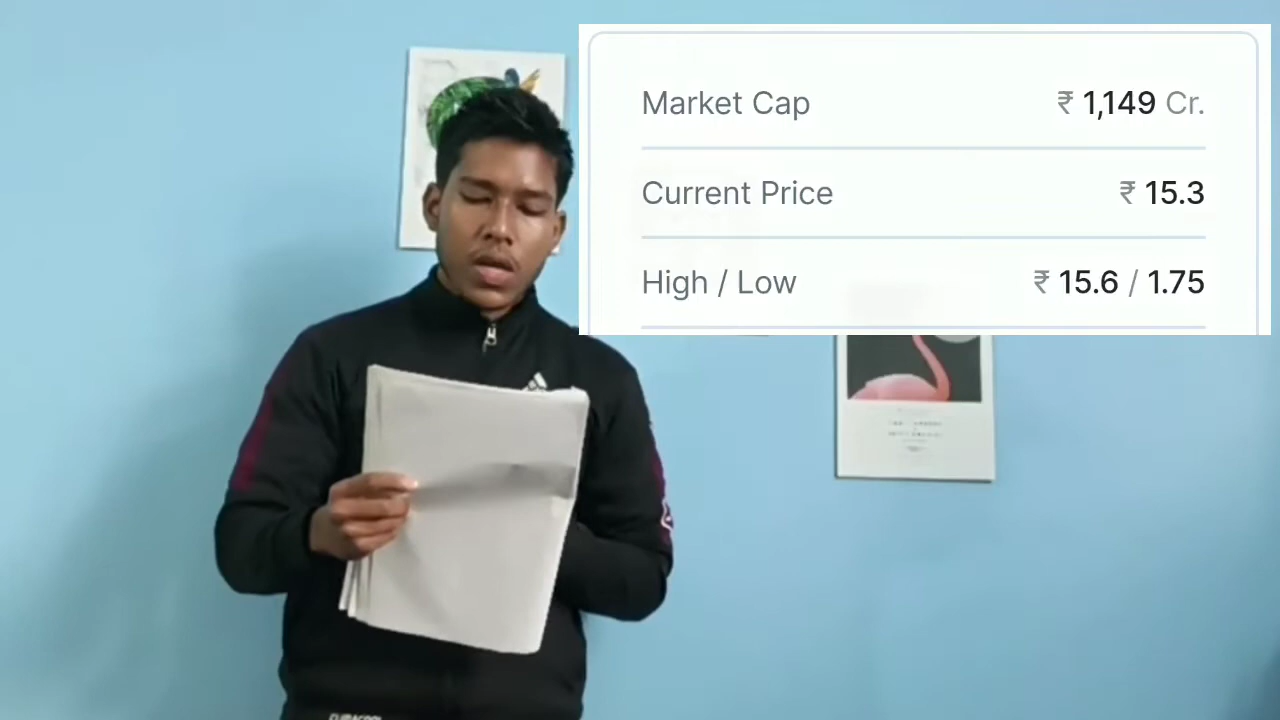 Market Cap ₹ 1,149 Cr.
Current Price ₹ 15.3
High / Low ₹ 15.6 / 1.75